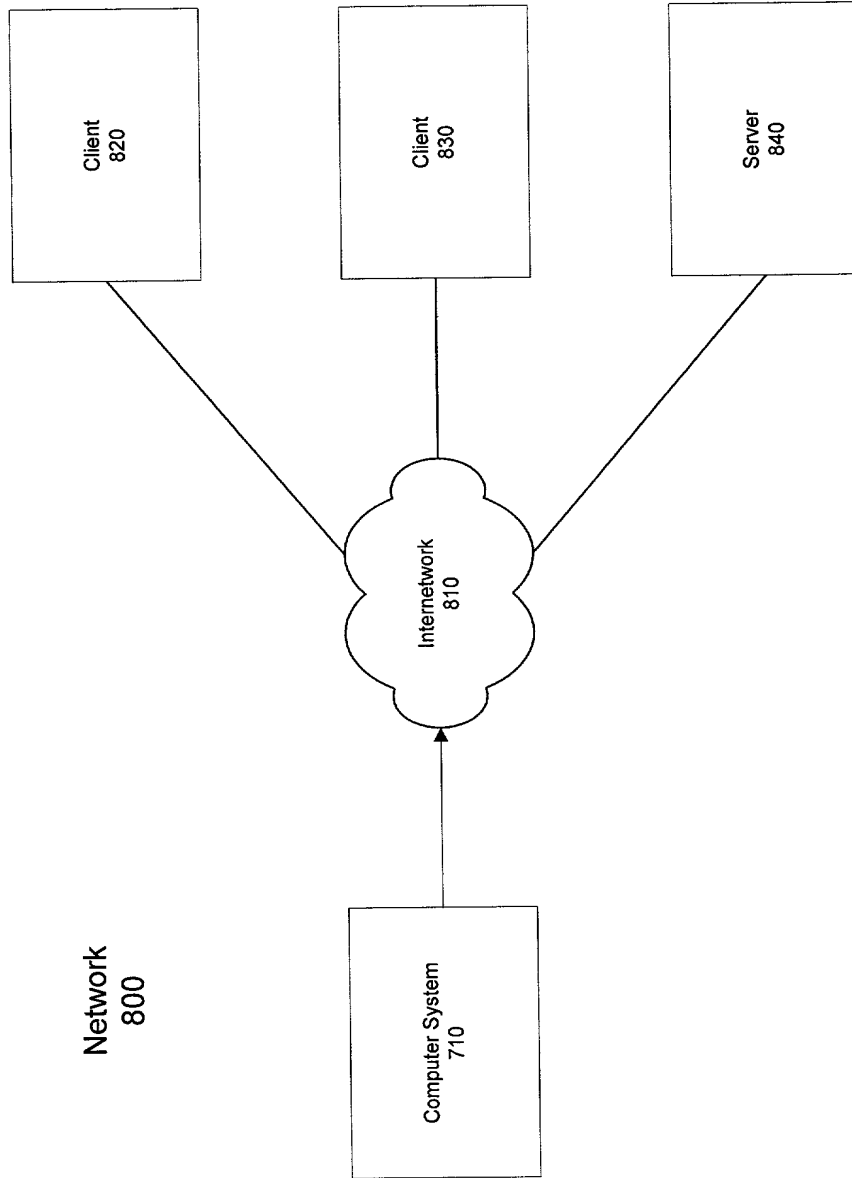 Network
800
Client
820
Client
830
Server
840
Internetwork
810
Computer System
710